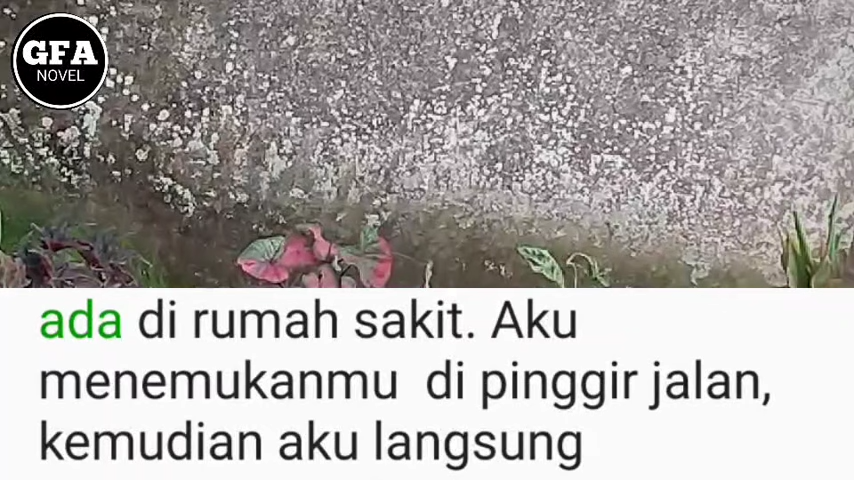 GFA
NOVEL
ada di rumah sakit. Aku
menemukanmu  di pinggir jalan,
kemudian aku langsung